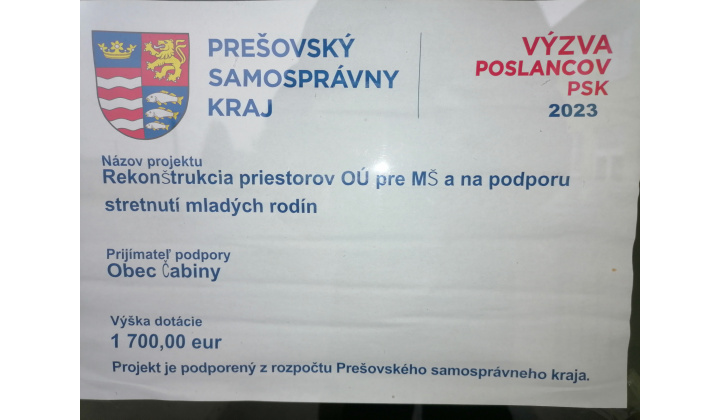 PREŠOVSKÝ
SAMOSPRÁVNY
KRAJ
VÝZVA
POSLANCOV
PSK
2023
Názov projektu
Rekonštrukcia priestorov OÚ pre MŠ a na podporu
stretnutí mladých rodín
Prijímateľ podpory
Obec Čabiny
Výška dotácie
1 700,00 eur
Projekt je podporený z rozpočtu Prešovského samosprávneho kraja.